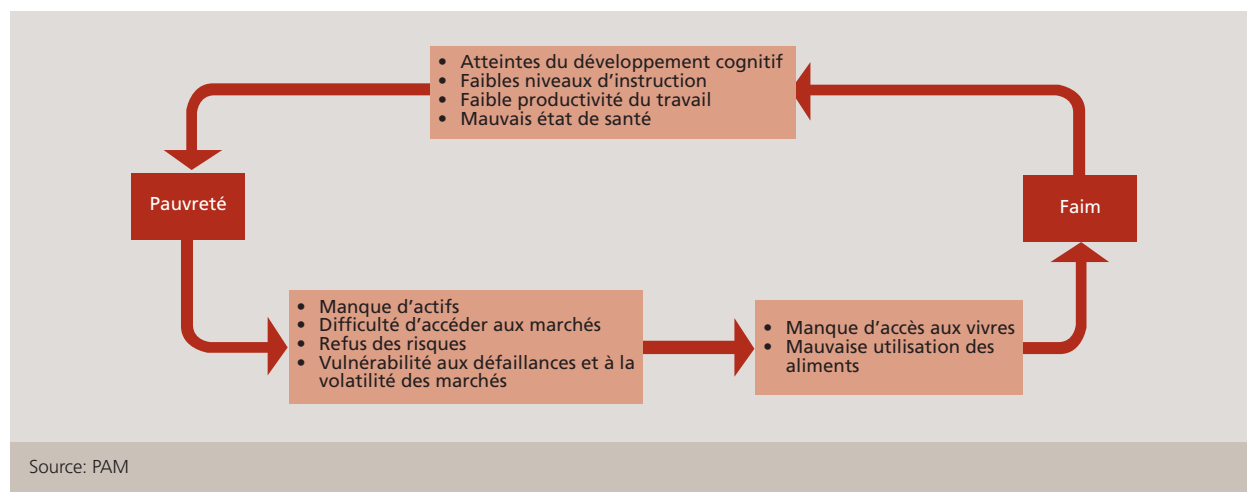 • Atteintes du développement cognitif
• Faibles niveaux d'instruction
• Faible productivité du travail
• Mauvais état de santé
Pauvreté
Faim
• Manque d'actifs
• Difficulté d'accéder aux marchés
• Refus des risques
• Vulnérabilité aux défaillances et à la
volatilité des marchés
• Manque d'accès aux vivres
• Mauvaise utilisation des
aliments
Source: PAM